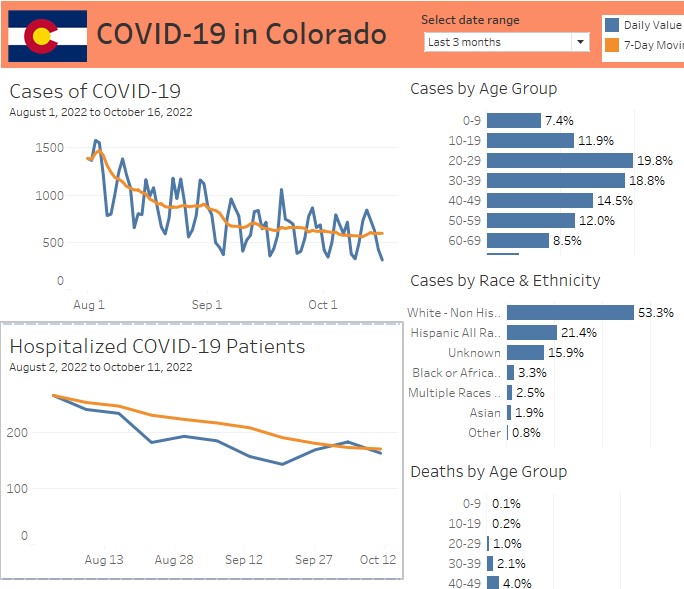 COVID-19 in Colorado
Select date range
Last 3 months
Daily Value
7-Day Movin
Cases of COVID-19
August 1, 2022 to October 16, 2022
1500
1000
500
0
Aug 1
Sep 1
Oct 1
Hospitalized COVID-19 Patients
August 2, 2022 to October 11, 2022
200
100
0
Aug 13
Aug 28
Sep 12
Sep 27
Oct 12
Cases by Age Group
0-9 7.4%
10-19 11.9%
20-29 19.8%
30-39 18.8%
40-49 14.5%
50-59 12.0%
60-69 8.5%
Cases by Race & Ethnicity
White - Non His.. 53.3%
Hispanic All Ra.. 21.4%
Unknown 15.9%
Black or Africa.. 3.3%
Multiple Races .. 2.5%
Asian 1.9%
Other 0.8%
Deaths by Age Group
0-9 0.1%
10-19 0.2%
20-29 1.0%
30-39 2.1%
40-49 4.0%